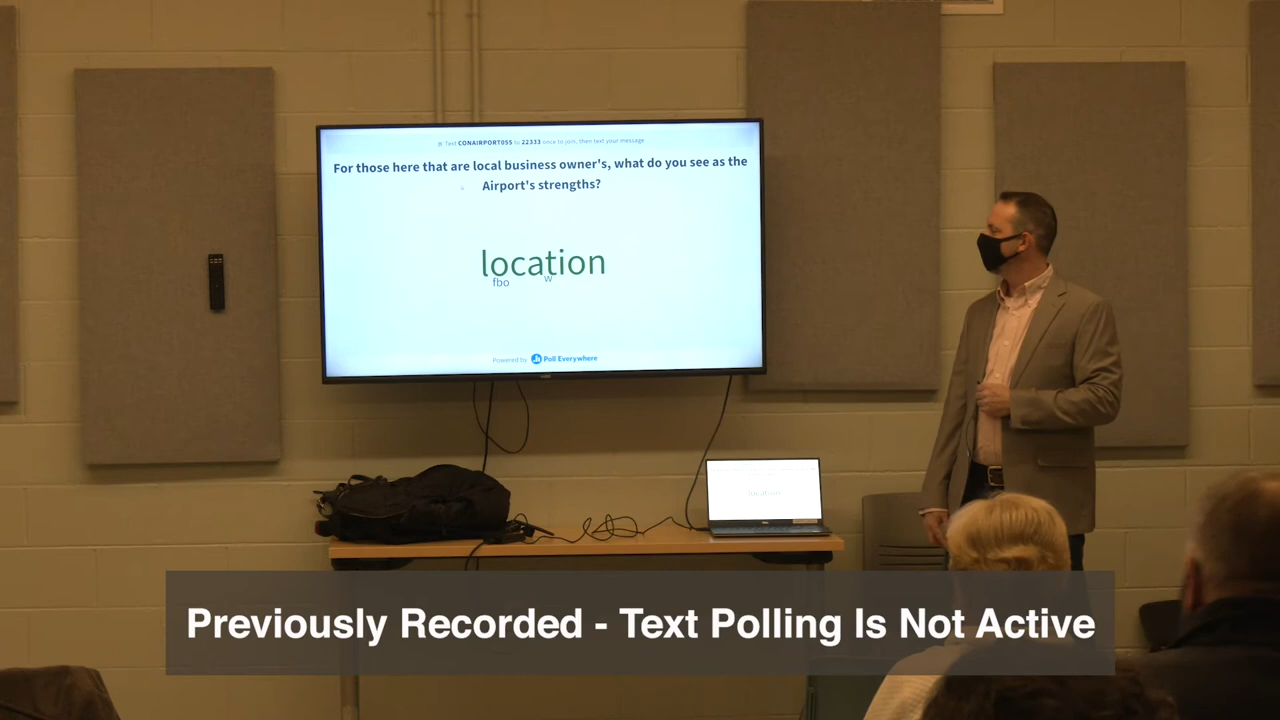 Text CONAIRPORT055 to 22333 once to join, then text your message
For those here that are local business owner's, what do you see as the
Airport's strengths?
location
fbo
w
Powered by Poll Everywhere
location
Previously Recorded - Text Polling Is Not Active